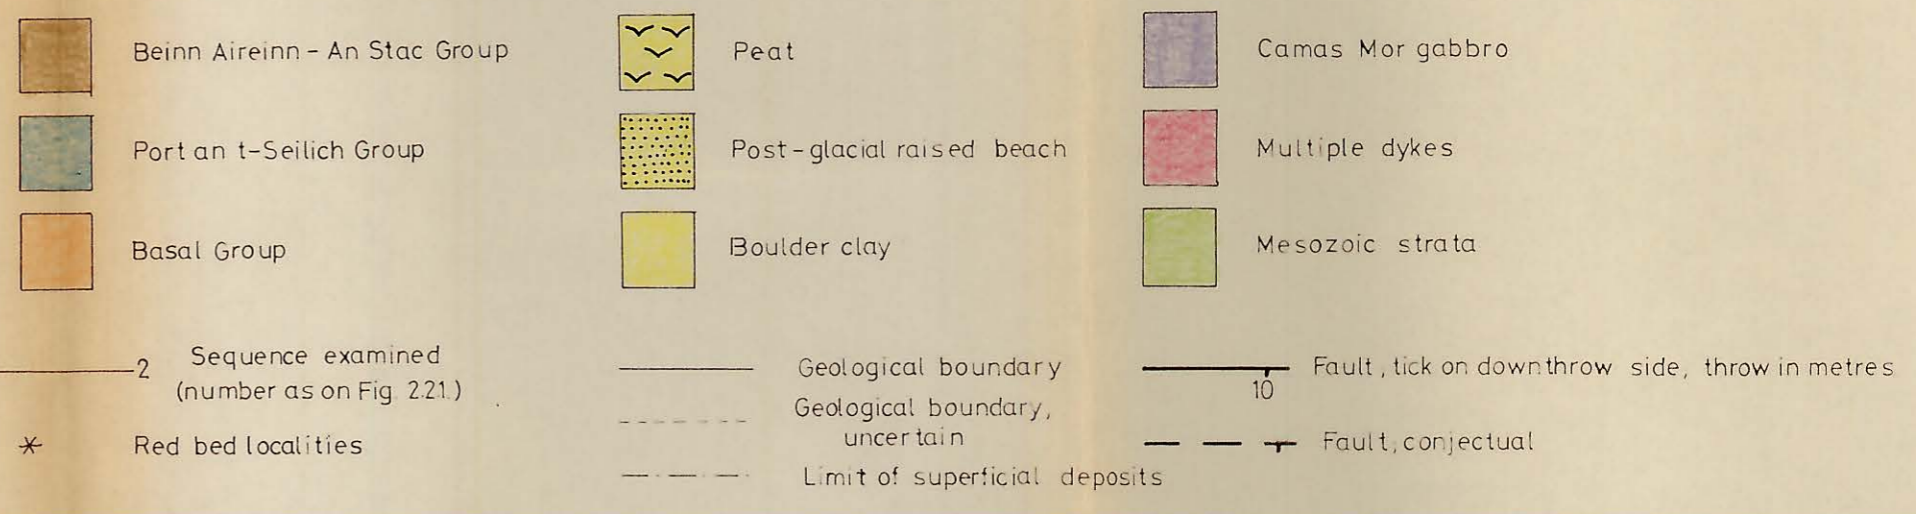 Beinn Aireinn - An Stac Group
Port an t-Seilich Group
Basal Group
2 Sequence examined
(number as on Fig. 2.21.)
Red bed localities
Peat
Post-glacial raised beach
Boulder clay
Geological boundary
Geological boundary,
uncertain
Limit of superficial deposits
Camas Mor gabbro
Multiple dykes
Mesozoic strata
10
Fault, tick on downthrow side, throw in metres
Fault, conjectual